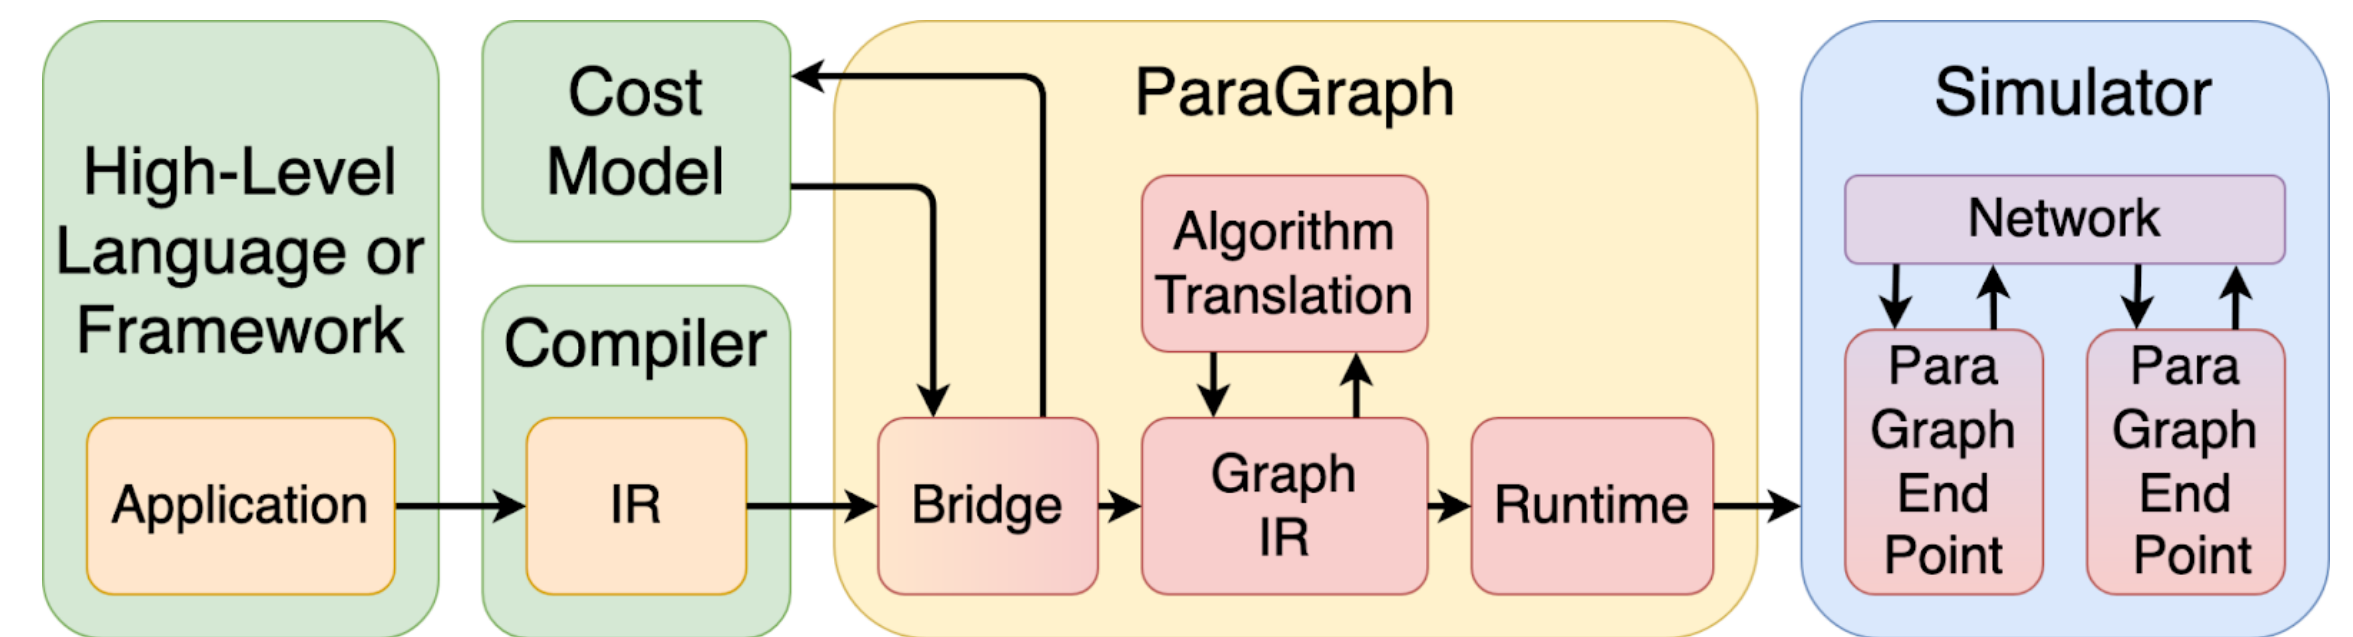 High-Level
Language or
Framework
Application
Cost
Model
Compiler
IR
ParaGraph
Bridge
Algorithm
Translation
Graph
IR
Runtime
Simulator
Network
Para
Graph
End
Point
Para
Graph
End
Point